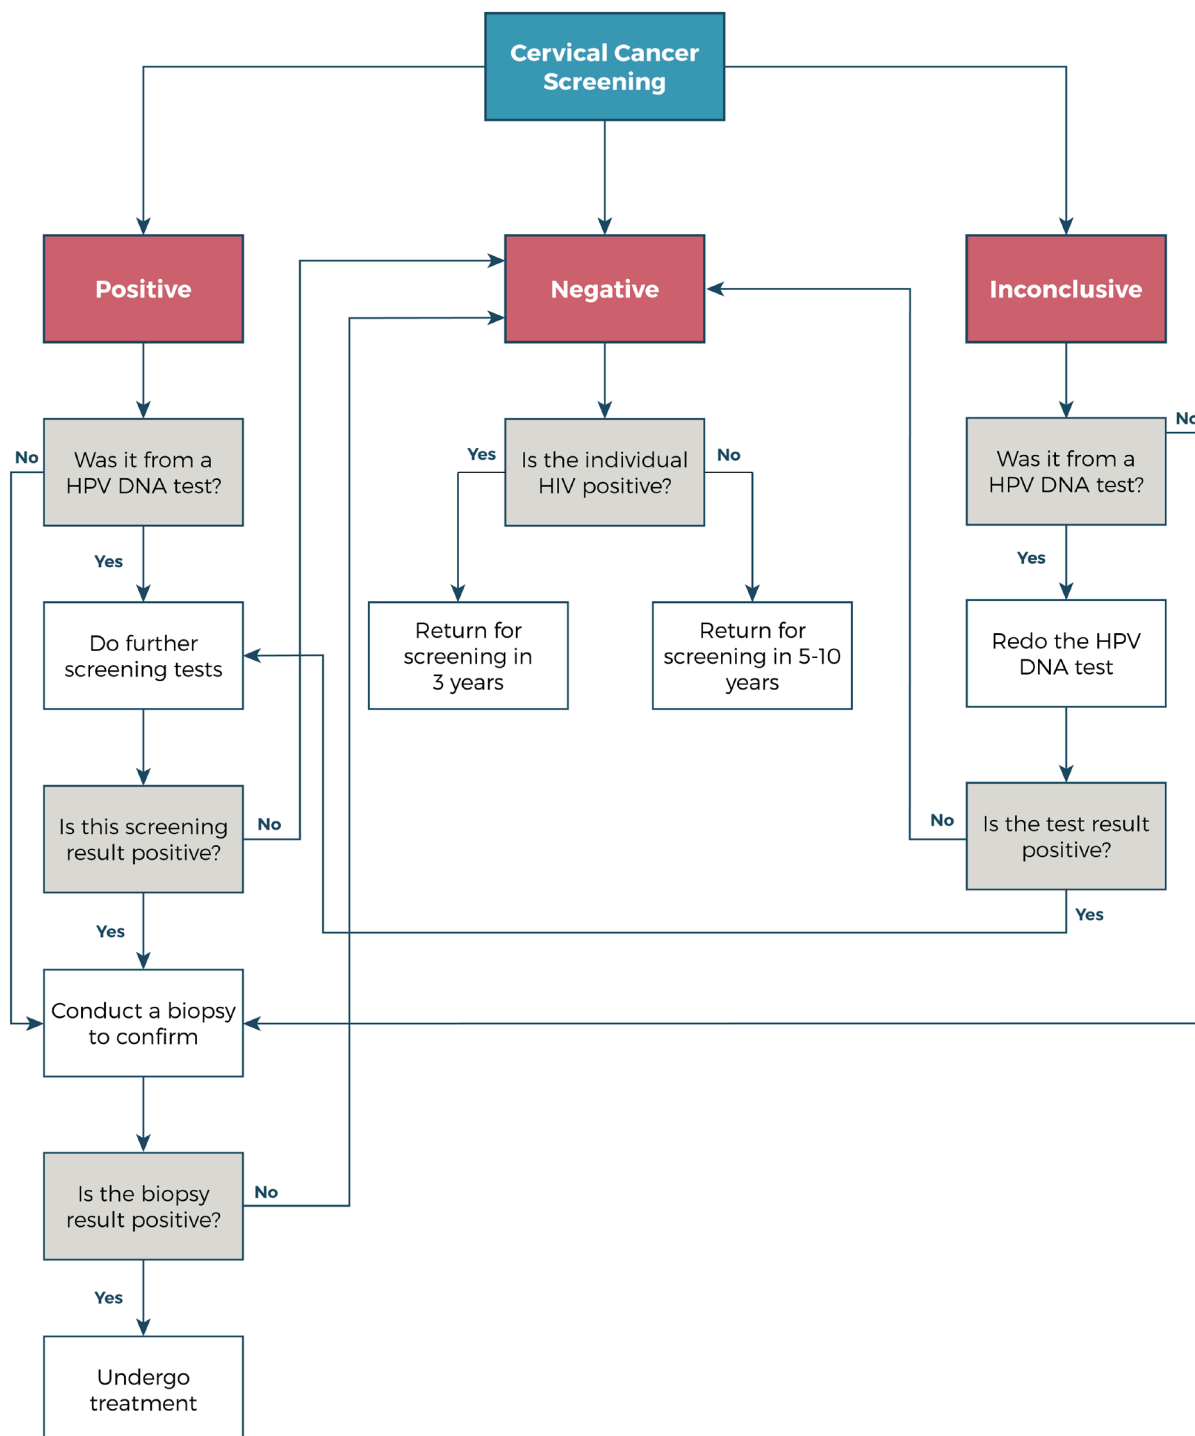 Cervical Cancer
Screening
Positive
Negative
Inconclusive
No
Was it from a
HPV DNA test?
Yes
Is the individual
HIV positive?
No
Was it from a
HPV DNA test?
No
Yes
Yes
Do further
screening tests
Return for
screening in
3 years
Return for
screening in 5-10
years
Redo the HPV
DNA test
Is this screening
result positive?
No
No
Is the test result
positive?
Yes
Yes
Conduct a biopsy
to confirm
Is the biopsy
result positive?
No
Yes
Undergo
treatment